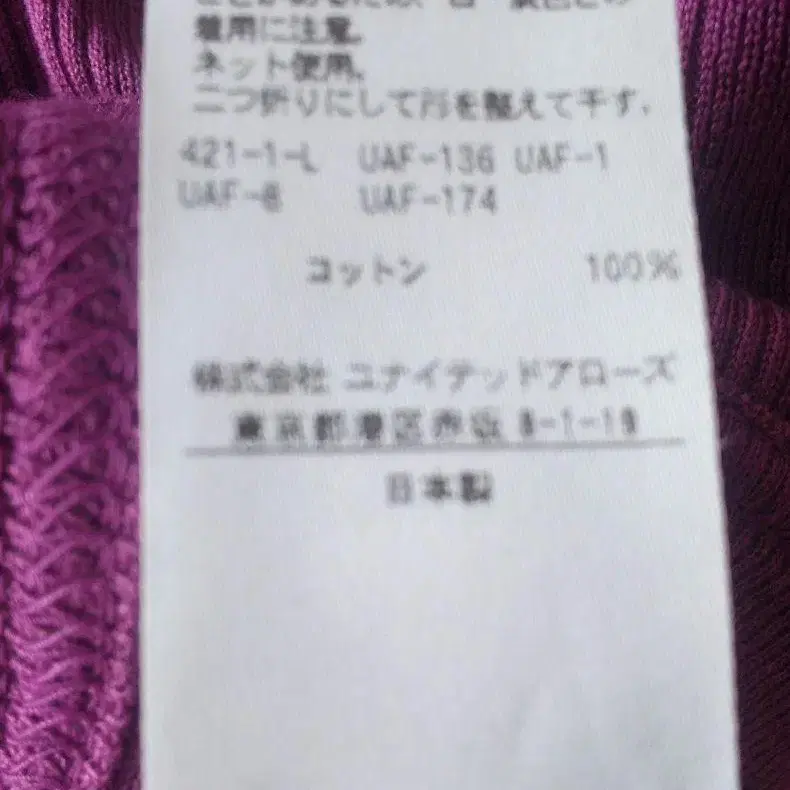 着用に注意。
ネット使用。
二つ折りにして形を整えて干す。
421-1-L UAF-136 UAF-1
UAF-8 UAF-174
コットン 100%
株式会社 ユナイテッドアローズ
東京都港区赤坂 8-1-19
日本製